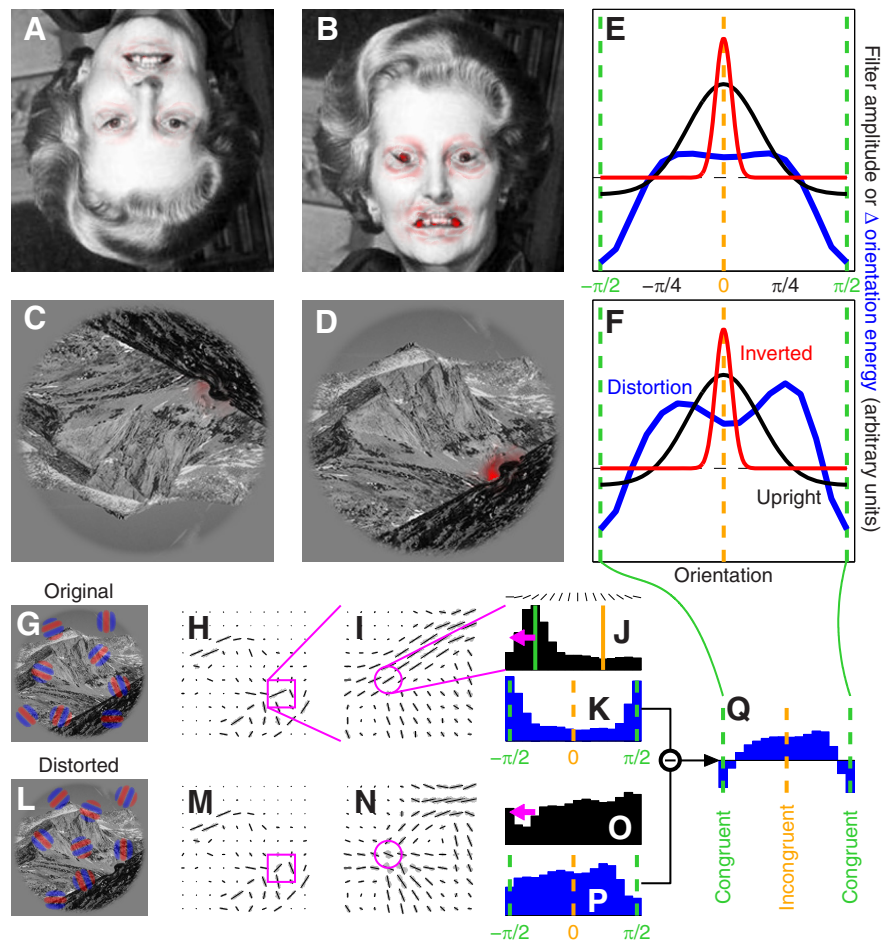 A
B
E
Filter amplitude or Δ orientation energy (arbitrary units)
−π/2
−π/4
0
π/4
π/2
C
D
F
Inverted
Distortion
Upright
Orientation
Original
G
H
I
J
K
−π/2
0
π/2
Q
Distorted
L
M
N
O
P
−π/2
0
π/2
Congruent
Incongruent
Congruent